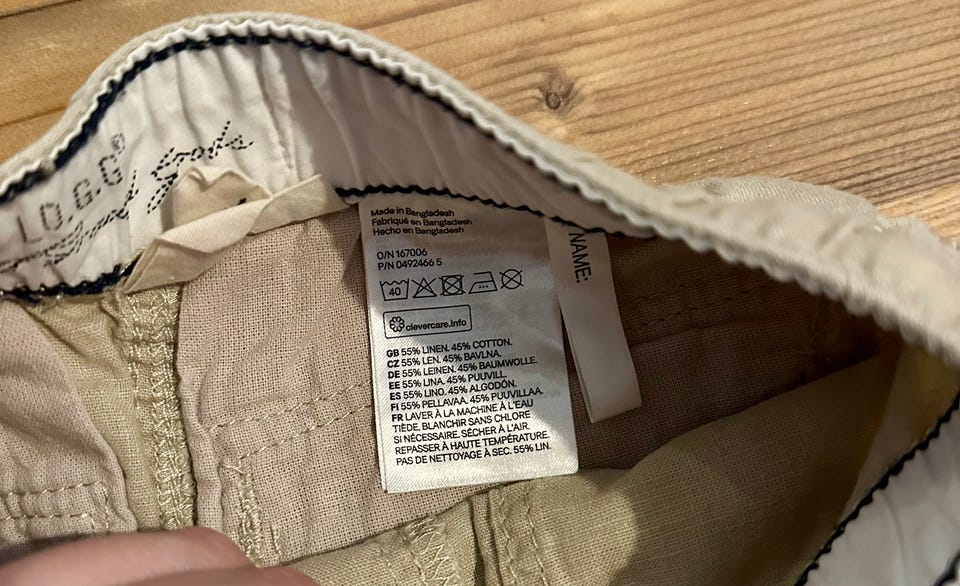 L.O.G.G®
Made in Bangladesh
Fabriqué en Bangladesh
Hecho en Bangladesh
O/N 167006
P/N 0492466 5
40
clevercare.info
GB 55% LINEN. 45% COTTON.
CZ 55% LEN. 45% BAVLNA.
DE 55% LEINEN. 45% BAUMWOLLE.
EE 55% LINA. 45% PUUVILL.
ES 55% LINO. 45% ALGODÓN.
FI 55% PELLAVAA. 45% PUUVILLAA.
FR LAVER À LA MACHINE À L'EAU
TIÈDE, BLANCHIR SANS CHLORE
SI NÉCESSAIRE. SÉCHER À L'AIR.
REPASSER À HAUTE TEMPÉRATURE.
PAS DE NETTOYAGE À SEC. 55% LIN.
NAME: